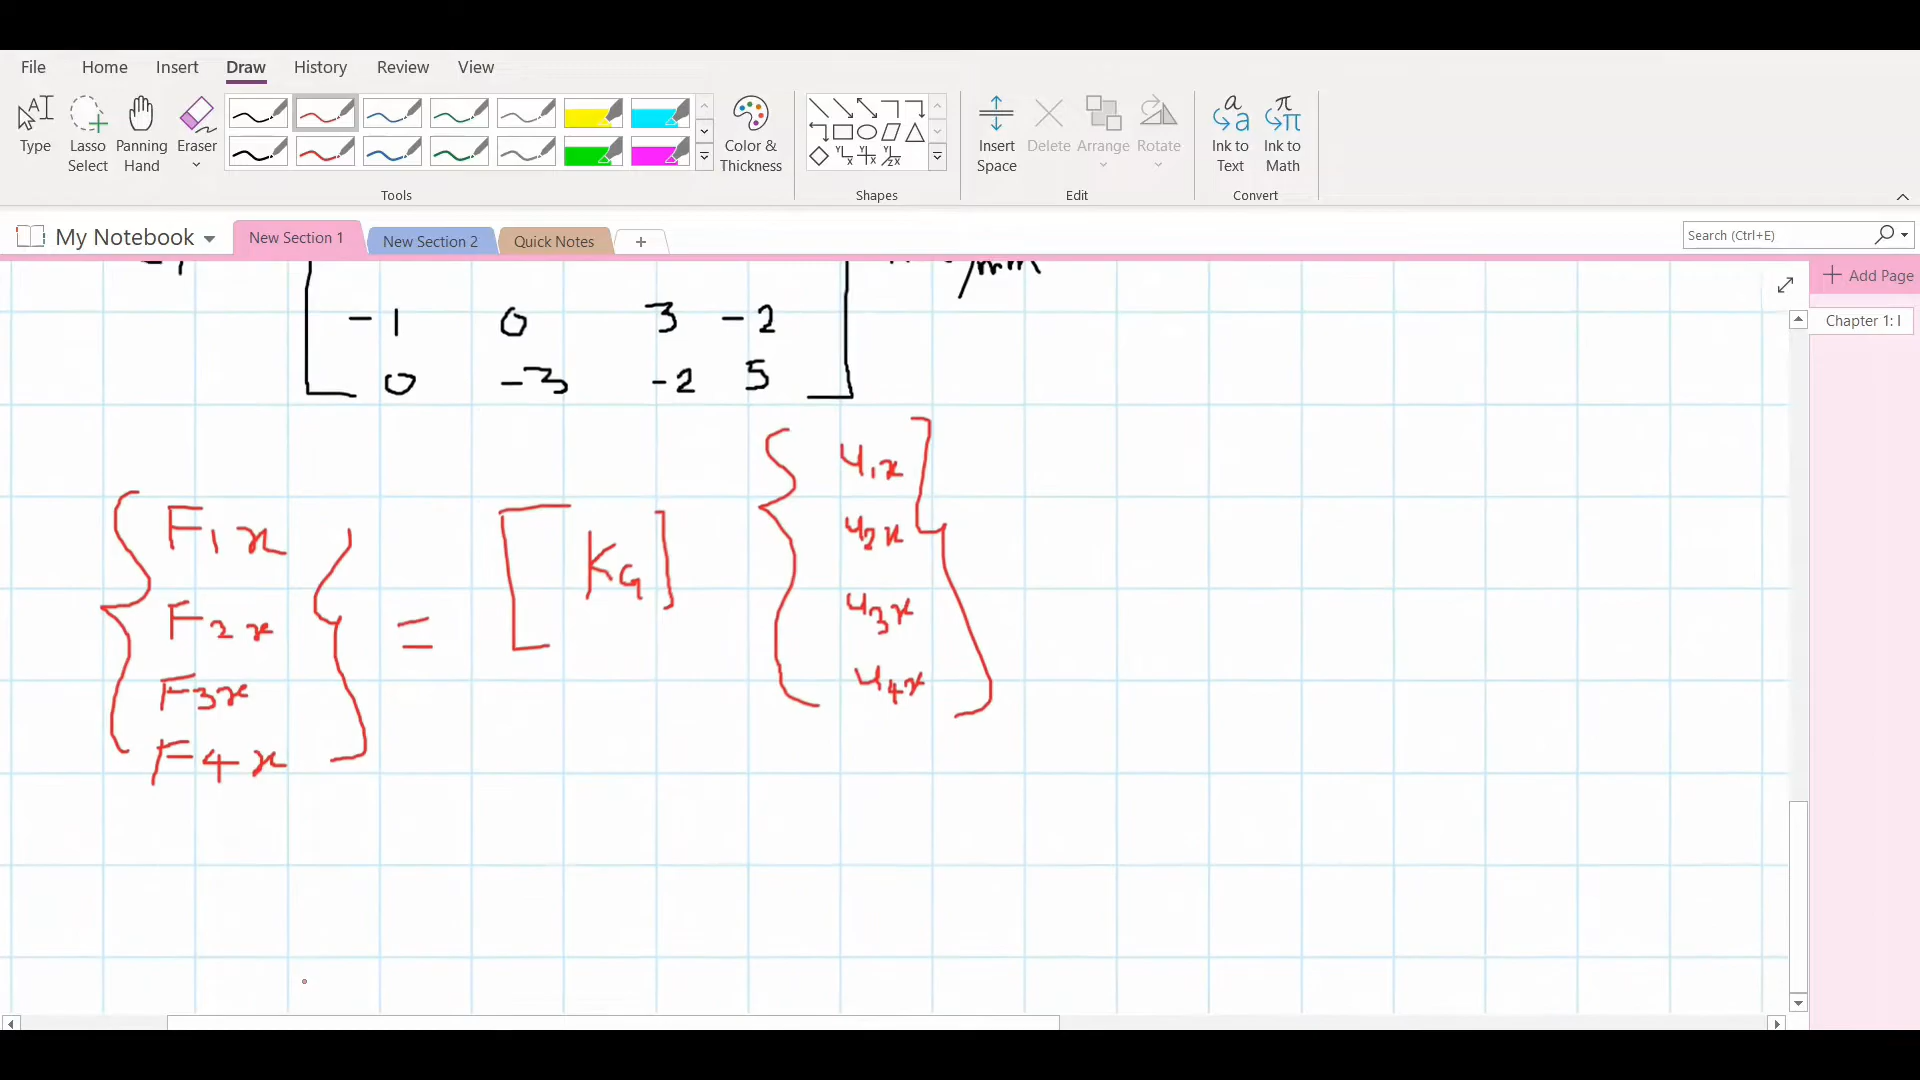 File Home Insert Draw History Review View
Type Lasso Select Panning Hand Eraser Color & Thickness Insert Space Delete Arrange Rotate Ink to Text Ink to Math
Tools Shapes Edit Convert
My Notebook New Section 1 New Section 2 Quick Notes + Search (Ctrl+E)
+ Add Page
Chapter 1: I
-1 0 3 -2
0 -3 -2 5
{F1x F2x F3x F4x} = [KG] {u1x u2x u3x u4x}